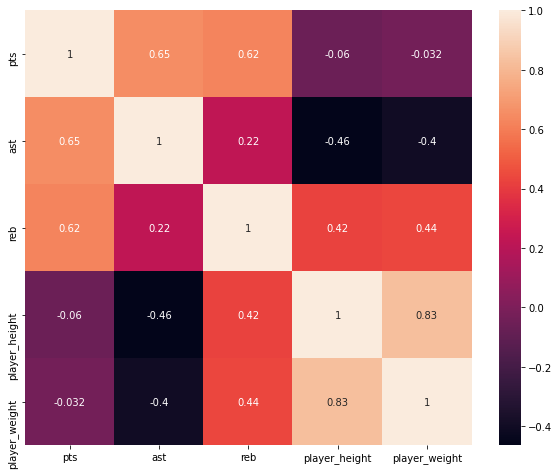 pts 1 0.65 0.62 -0.06 -0.032
ast 0.65 1 0.22 -0.46 -0.4
reb 0.62 0.22 1 0.42 0.44
player_height -0.06 -0.46 0.42 1 0.83
player_weight -0.032 -0.4 0.44 0.83 1
pts ast reb player_height player_weight
1.0
0.8
0.6
0.4
0.2
0.0
-0.2
-0.4